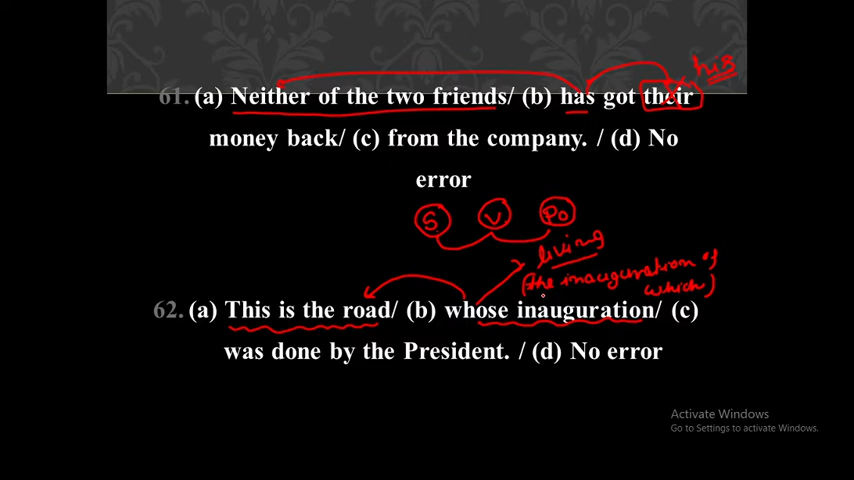 his
61. (a) Neither of the two friends/ (b) has got their
money back/ (c) from the company. / (d) No
error
S V PO
living
(the inauguration of
which)
62. (a) This is the road/ (b) whose inauguration/ (c)
was done by the President. / (d) No error
Activate Windows
Go to Settings to activate Windows.